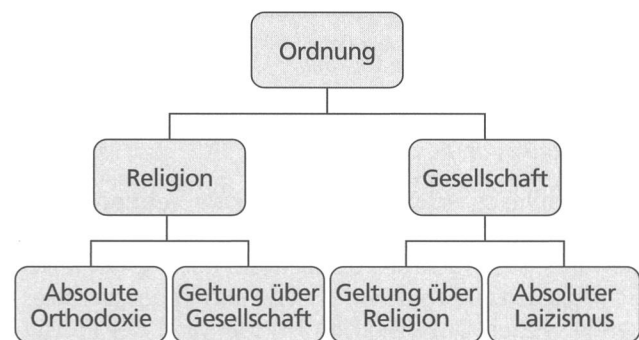 Ordnung
Religion
Gesellschaft
Absolute
Orthodoxie
Geltung über
Gesellschaft
Geltung über
Religion
Absoluter
Laizismus